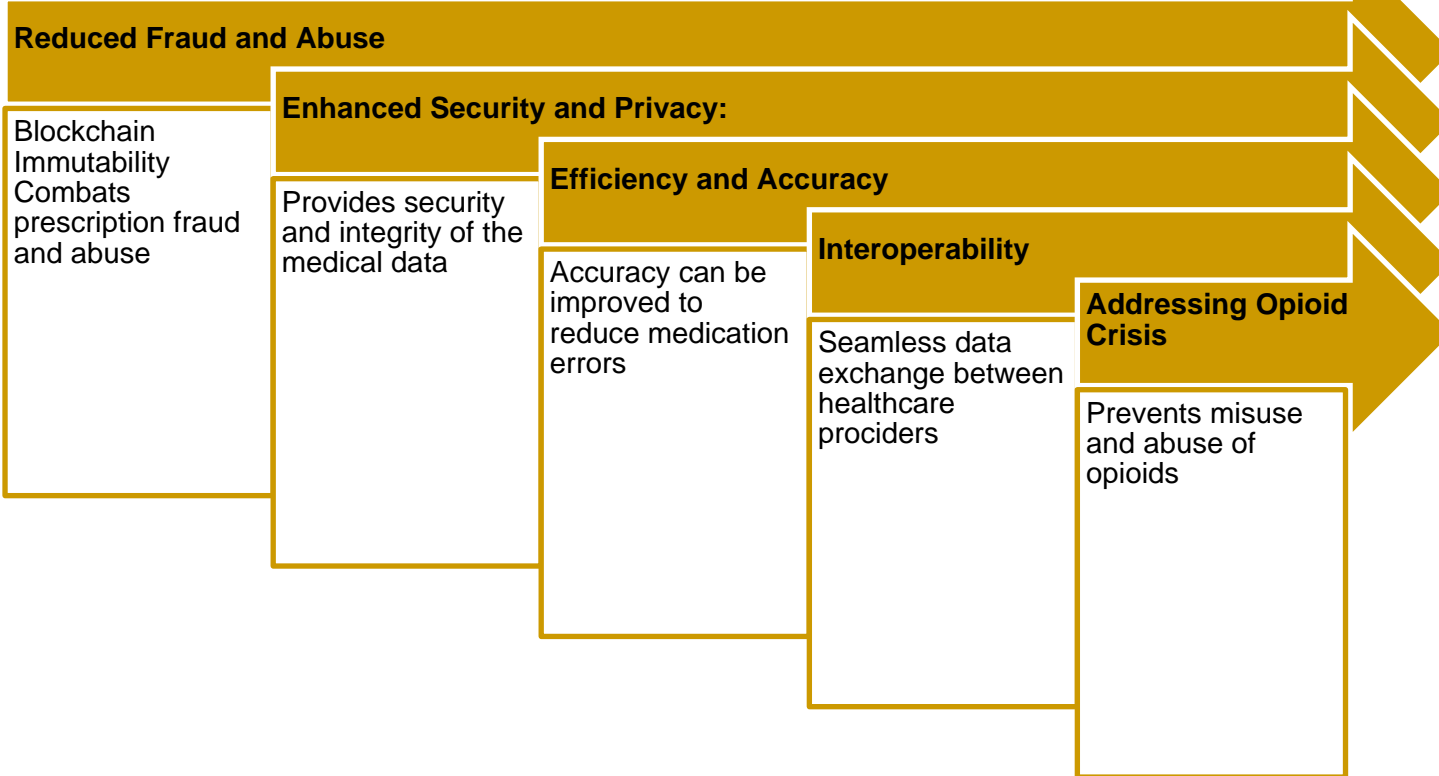 Reduced Fraud and Abuse
Blockchain
Immutability
Combats
prescription fraud
and abuse
Enhanced Security and Privacy:
Provides security
and integrity of the
medical data
Efficiency and Accuracy
Accuracy can be
improved to
reduce medication
errors
Interoperability
Seamless data
exchange between
healthcare
prociders
Addressing Opioid
Crisis
Prevents misuse
and abuse of
opioids